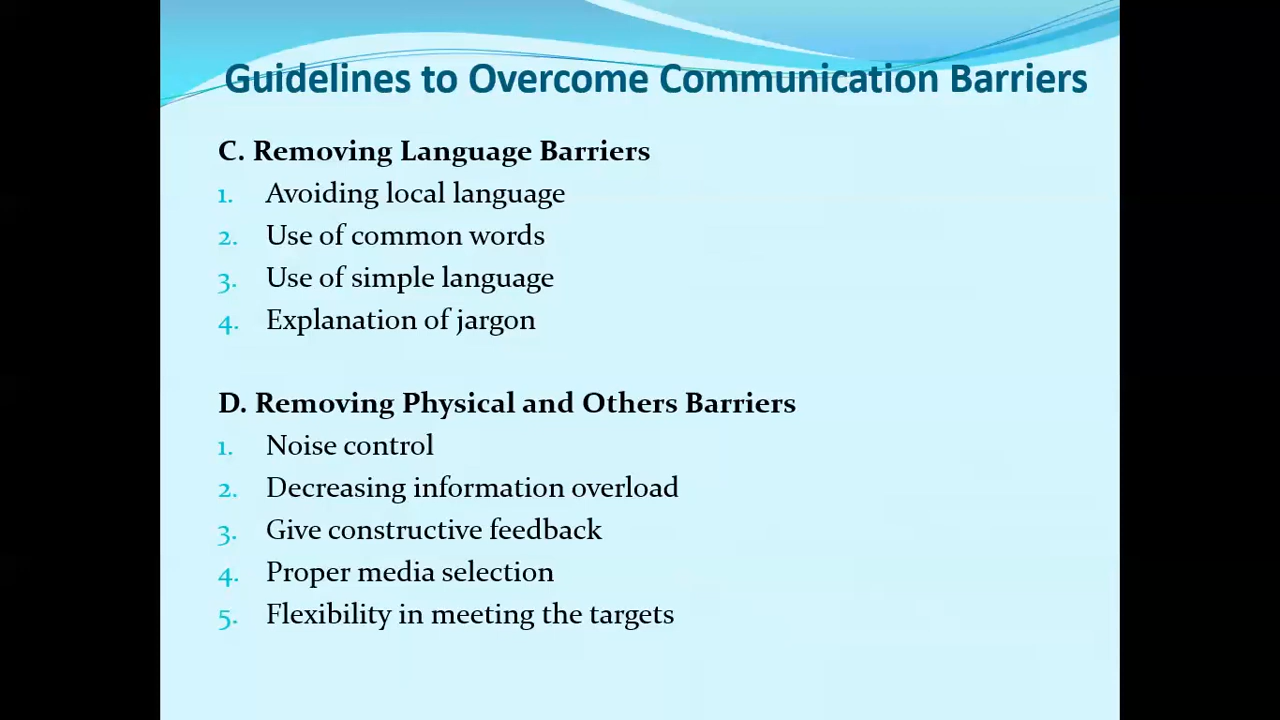 Guidelines to Overcome Communication Barriers
C. Removing Language Barriers
1. Avoiding local language
2. Use of common words
3. Use of simple language
4. Explanation of jargon
D. Removing Physical and Others Barriers
1. Noise control
2. Decreasing information overload
3. Give constructive feedback
4. Proper media selection
5. Flexibility in meeting the targets